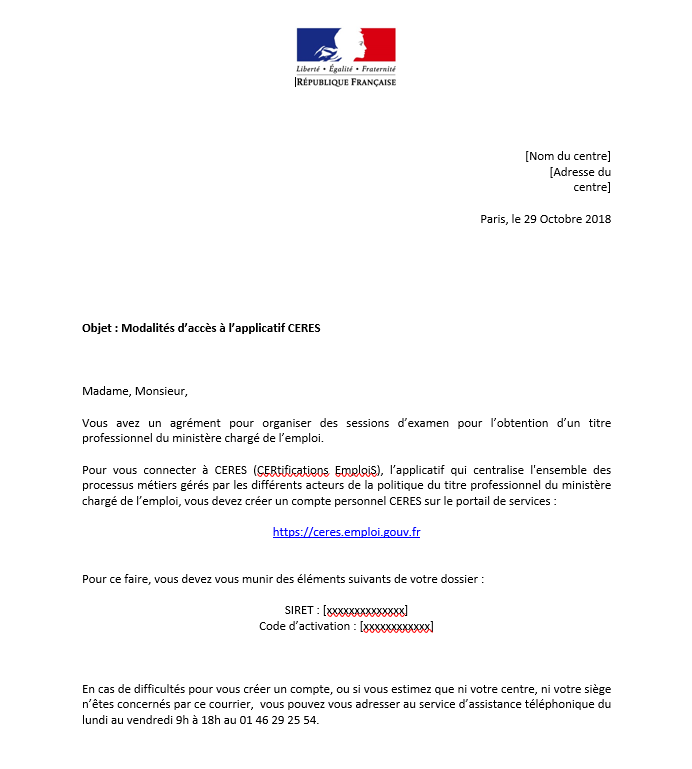 Liberté • Égalité • Fraternité
RÉPUBLIQUE FRANÇAISE
[Nom du centre]
[Adresse du
centre]
Paris, le 29 Octobre 2018
Objet : Modalités d’accès à l’applicatif CERES
Madame, Monsieur,
Vous avez un agrément pour organiser des sessions d’examen pour l’obtention d’un titre
professionnel du ministère chargé de l’emploi.
Pour vous connecter à CERES (CERtifications EmploiS), l’applicatif qui centralise l'ensemble des
processus métiers gérés par les différents acteurs de la politique du titre professionnel du ministère
chargé de l’emploi, vous devez créer un compte personnel CERES sur le portail de services :
https://ceres.emploi.gouv.fr
Pour ce faire, vous devez vous munir des éléments suivants de votre dossier :
SIRET : [xxxxxxxxxxxxxx]
Code d’activation : [xxxxxxxxxxxx]
En cas de difficultés pour vous créer un compte, ou si vous estimez que ni votre centre, ni votre siège
n’êtes concernés par ce courrier,  vous pouvez vous adresser au service d’assistance téléphonique du
lundi au vendredi 9h à 18h au 01 46 29 25 54.